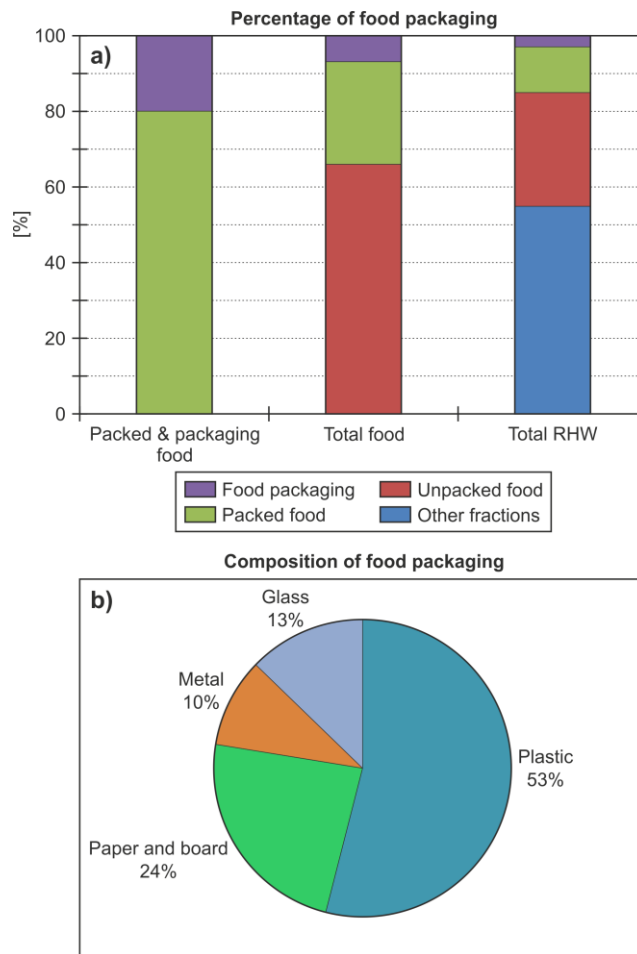 Percentage of food packaging
a)
100
80
60
40
20
0
[%]
Packed & packaging
food
Total food
Total RHW
Food packaging
Unpacked food
Packed food
Other fractions
Composition of food packaging
b)
Glass
13%
Metal
10%
Plastic
53%
Paper and board
24%